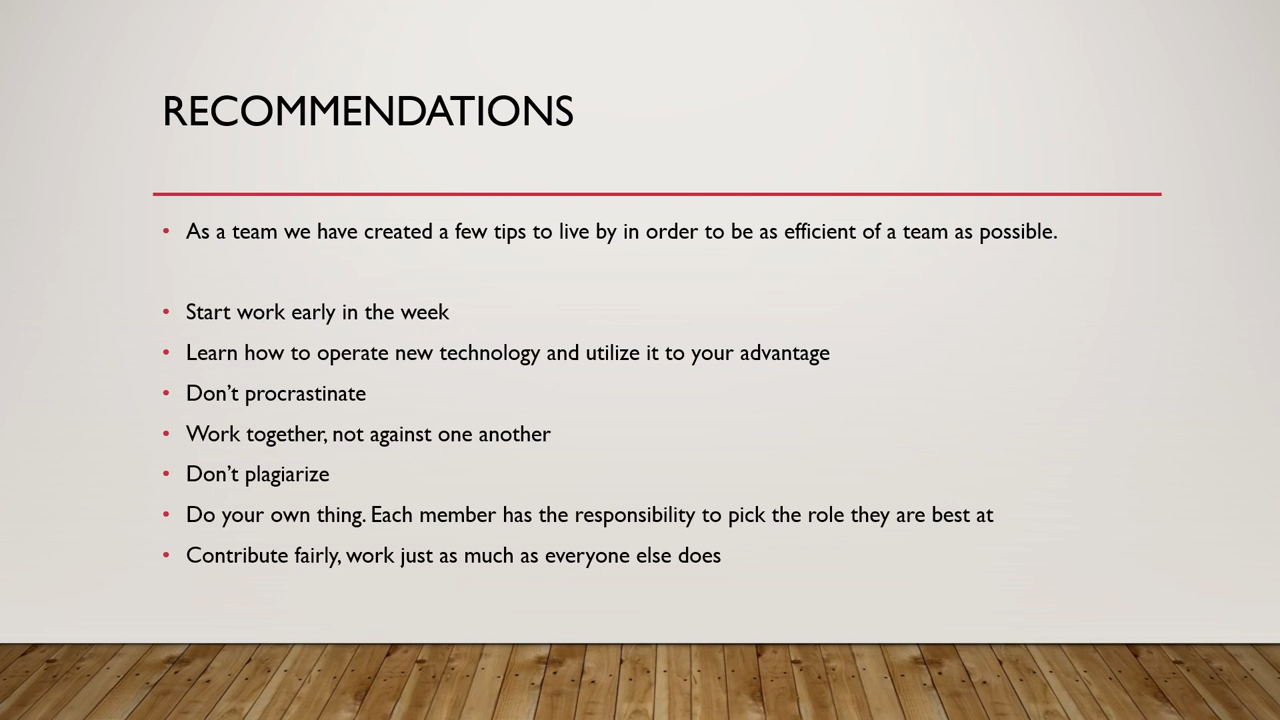 RECOMMENDATIONS
• As a team we have created a few tips to live by in order to be as efficient of a team as possible.
• Start work early in the week
• Learn how to operate new technology and utilize it to your advantage
• Don’t procrastinate
• Work together, not against one another
• Don’t plagiarize
• Do your own thing. Each member has the responsibility to pick the role they are best at
• Contribute fairly, work just as much as everyone else does